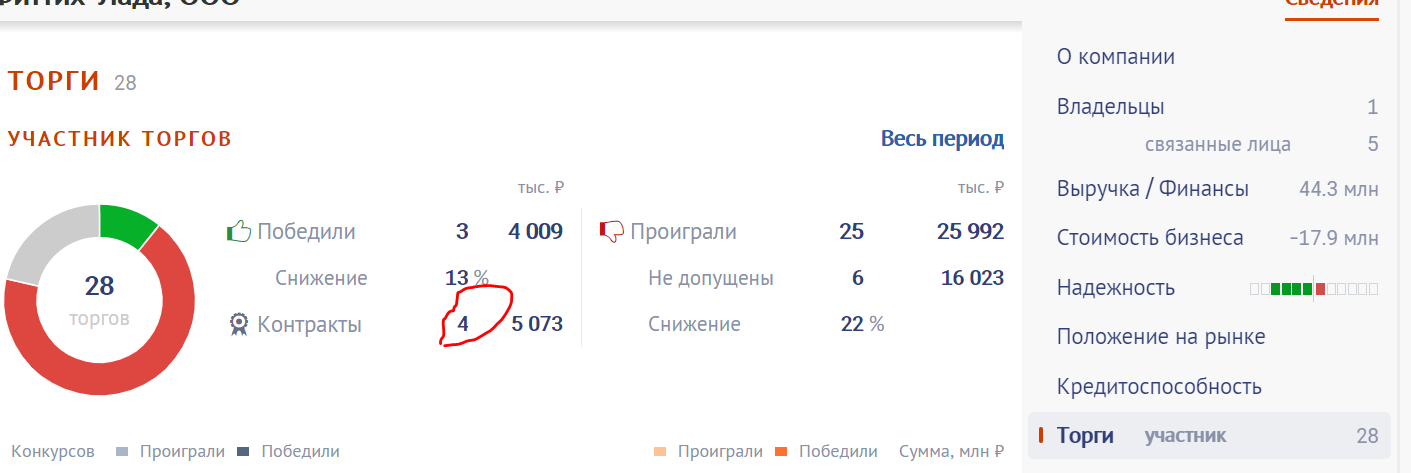 Лада, ООО
Сведения
ТОРГИ 28
УЧАСТНИК ТОРГОВ
Весь период
тыс. ₽
тыс. ₽
28
торгов
Победили 3 4 009
Снижение 13 %
Контракты 4 5 073
Проиграли 25 25 992
Не допущены 6 16 023
Снижение 22 %
Конкурсов Проиграли Победили
Проиграли Победили Сумма, млн ₽
О компании
Владельцы 1
связанные лица 5
Выручка / Финансы 44.3 млн
Стоимость бизнеса -17.9 млн
Надежность
Положение на рынке
Кредитоспособность
Торги участник 28